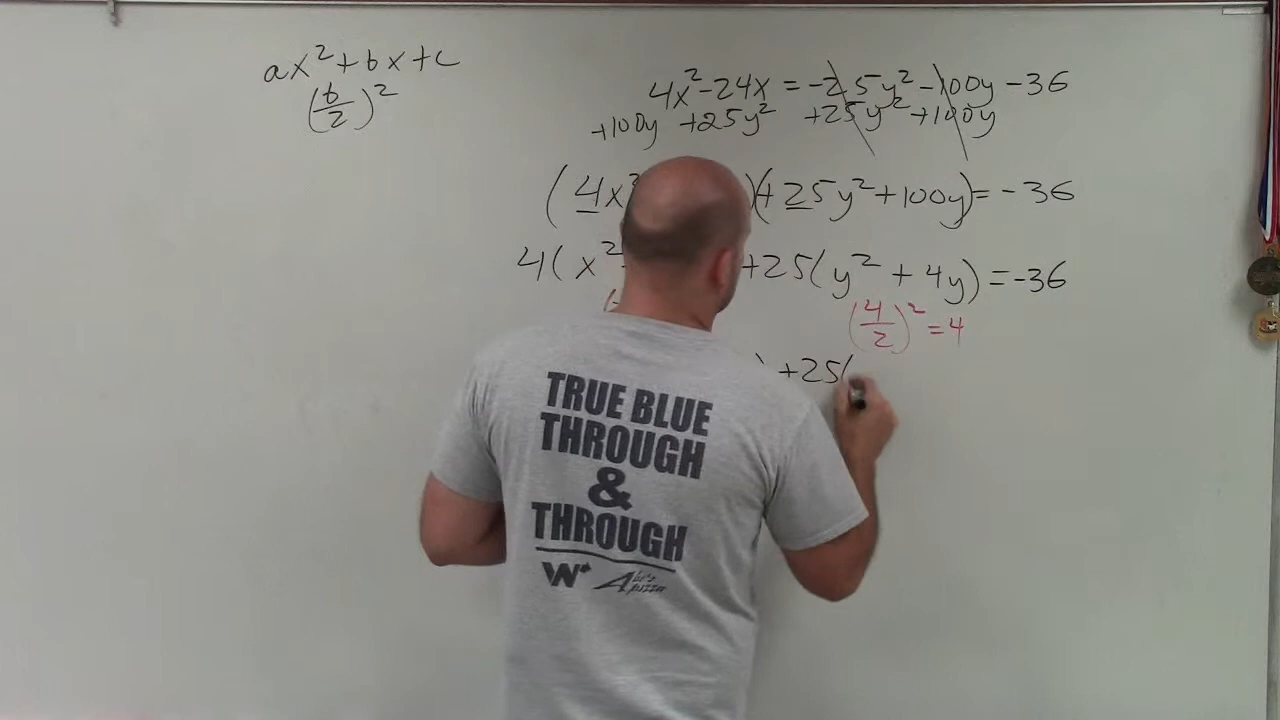 ax²+bx+c
(b/2)²
4x²-24x = -25y² -100y -36
+100y +25y² +25y² +100y
(4x² )(+25y²+100y) = -36
4(x² +25(y² + 4y) = -36
(4/2)² = 4
) +25(
TRUE BLUE
THROUGH
&
THROUGH
W